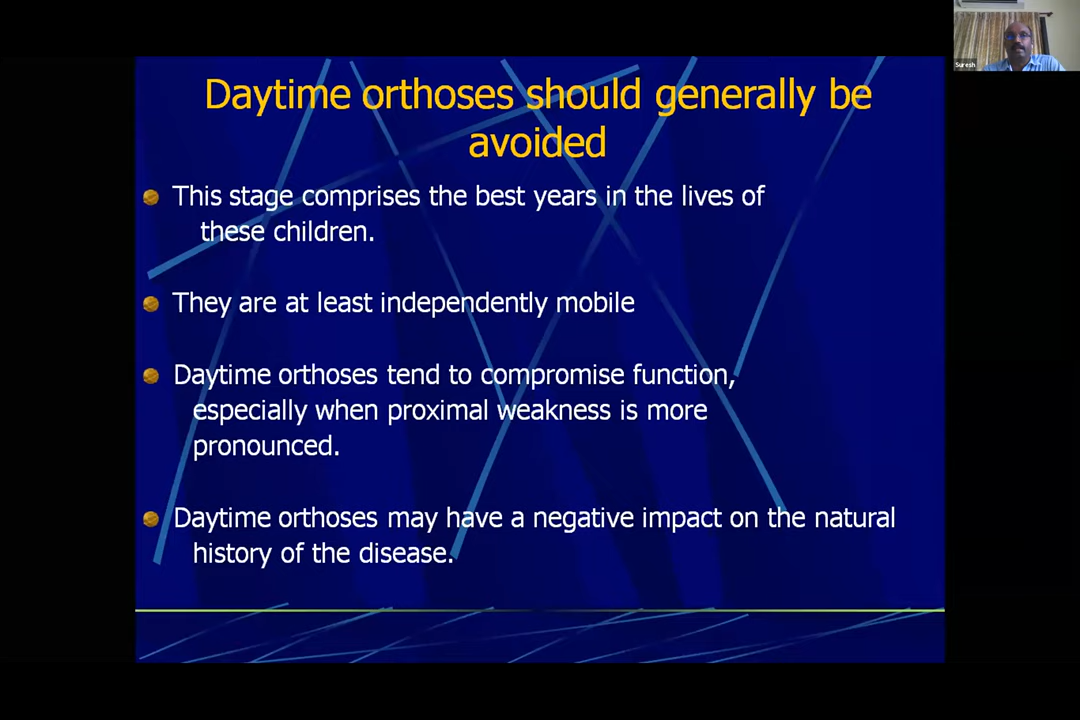 Daytime orthoses should generally be
avoided
This stage comprises the best years in the lives of
these children.
They are at least independently mobile
Daytime orthoses tend to compromise function,
especially when proximal weakness is more
pronounced.
Daytime orthoses may have a negative impact on the natural
history of the disease.
Suresh